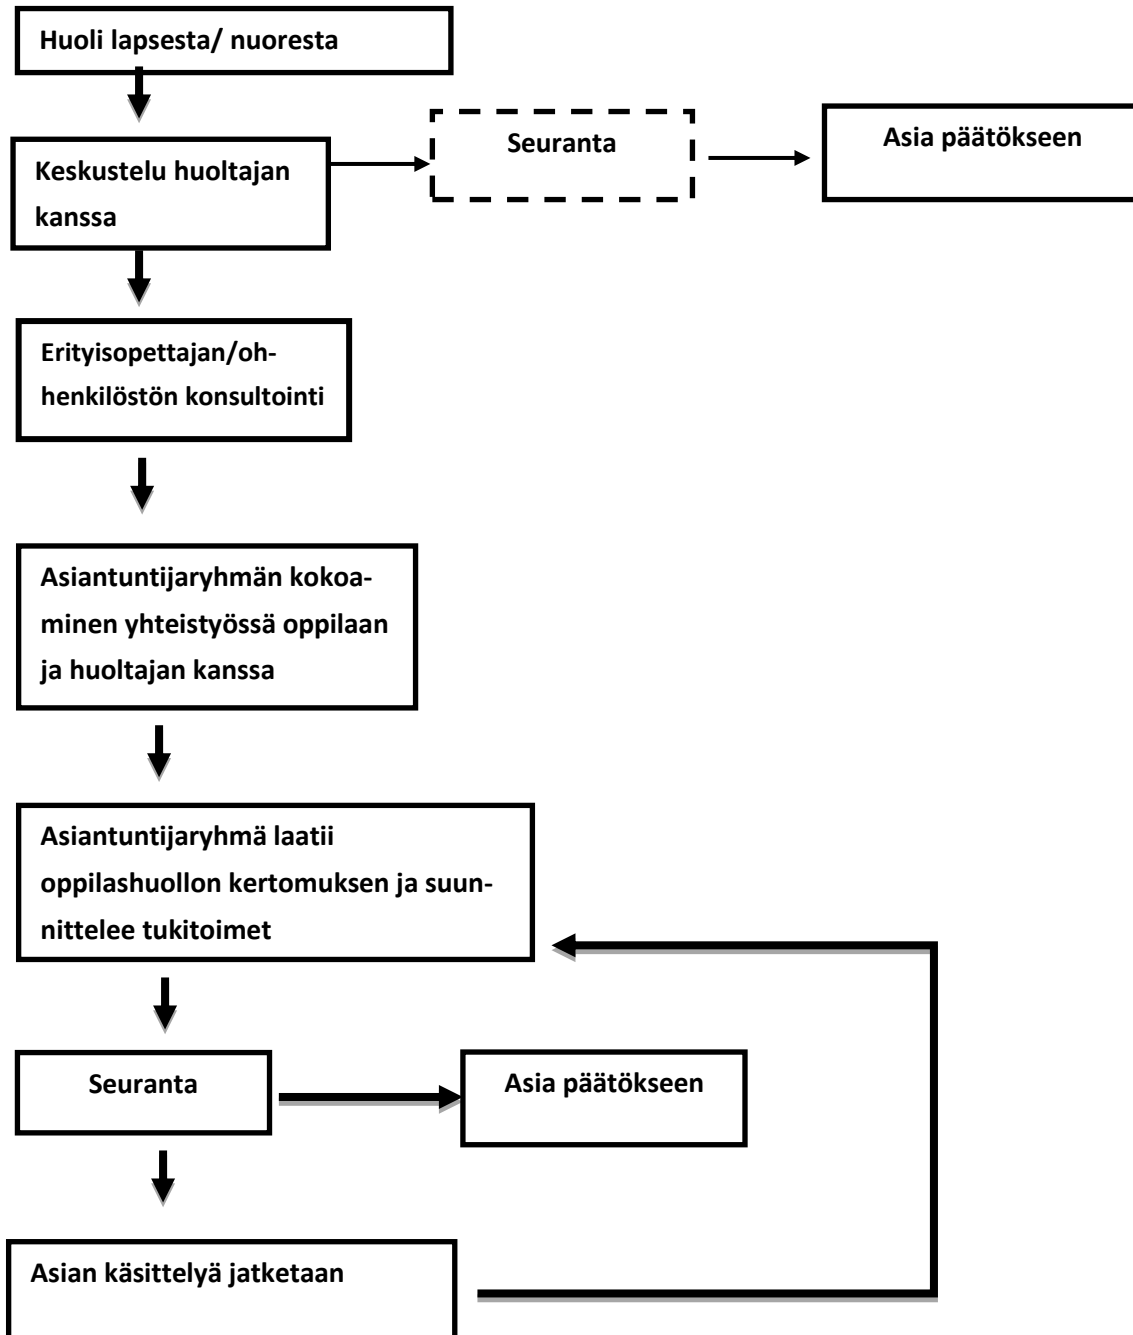 Huoli lapsesta/ nuoresta
Keskustelu huoltajan
kanssa
Seuranta
Asia päätökseen
Erityisopettajan/oh-
henkilöstön konsultointi
Asiantuntijaryhmän kokoa-
minen yhteistyössä oppilaan
ja huoltajan kanssa
Asiantuntijaryhmä laatii
oppilashuollon kertomuksen ja suun-
nittelee tukitoimet
Seuranta
Asia päätökseen
Asian käsittelyä jatketaan